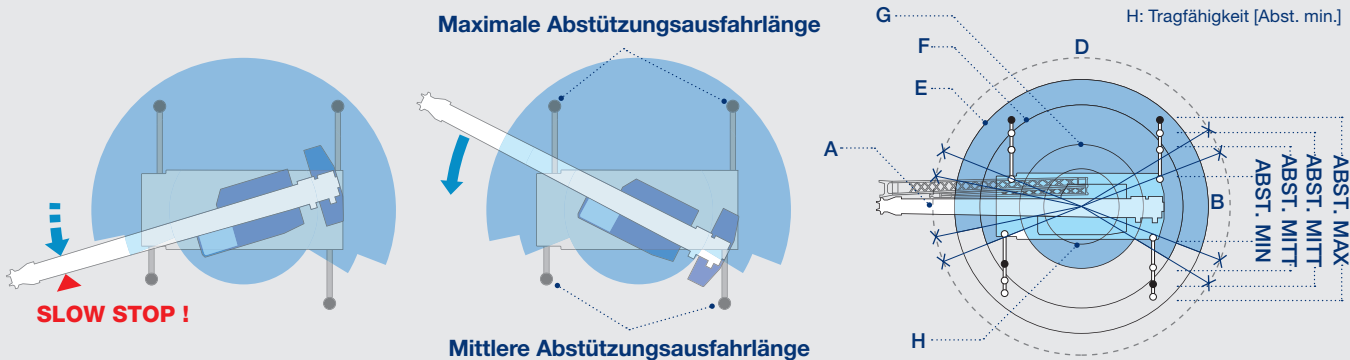 SLOW STOP !
Maximale Abstützungsausfahrlänge
Mittlere Abstützungsausfahrlänge
H: Tragfähigkeit [Abst. min.]
G
F
E
D
A
B
H
ABST. MIN
ABST. MITT
ABST. MITT
ABST. MAX